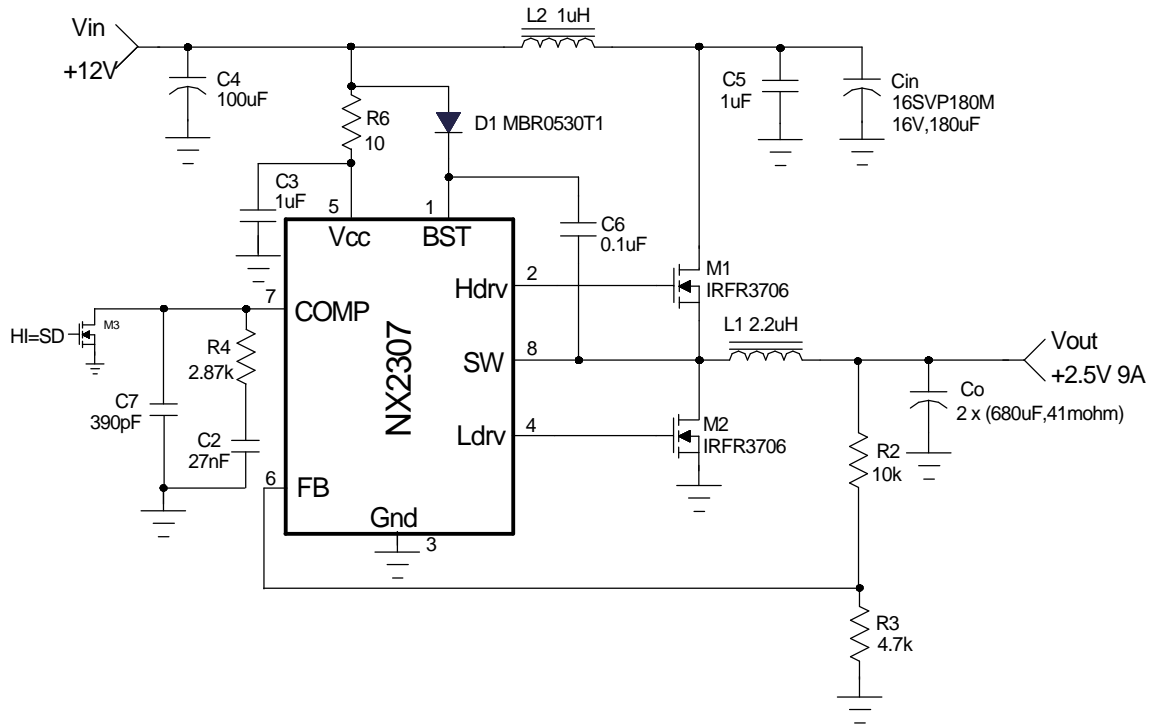 L2 1uH
Vin
+12V
C4
100uF
R6
10
D1 MBR0530T1
C5
1uF
Cin
16SVP180M
16V,180uF
C3
1uF
5
1
Vcc
BST
C6
0.1uF
Hdrv
2
M1
IRFR3706
7
COMP
HI=SD
M3
R4
2.87k
NX2307
SW
8
L1 2.2uH
Vout
+2.5V 9A
C7
390pF
C2
27nF
Ldrv
4
M2
IRFR3706
Co
2 x (680uF,41mohm)
R2
10k
6
FB
Gnd
3
R3
4.7k